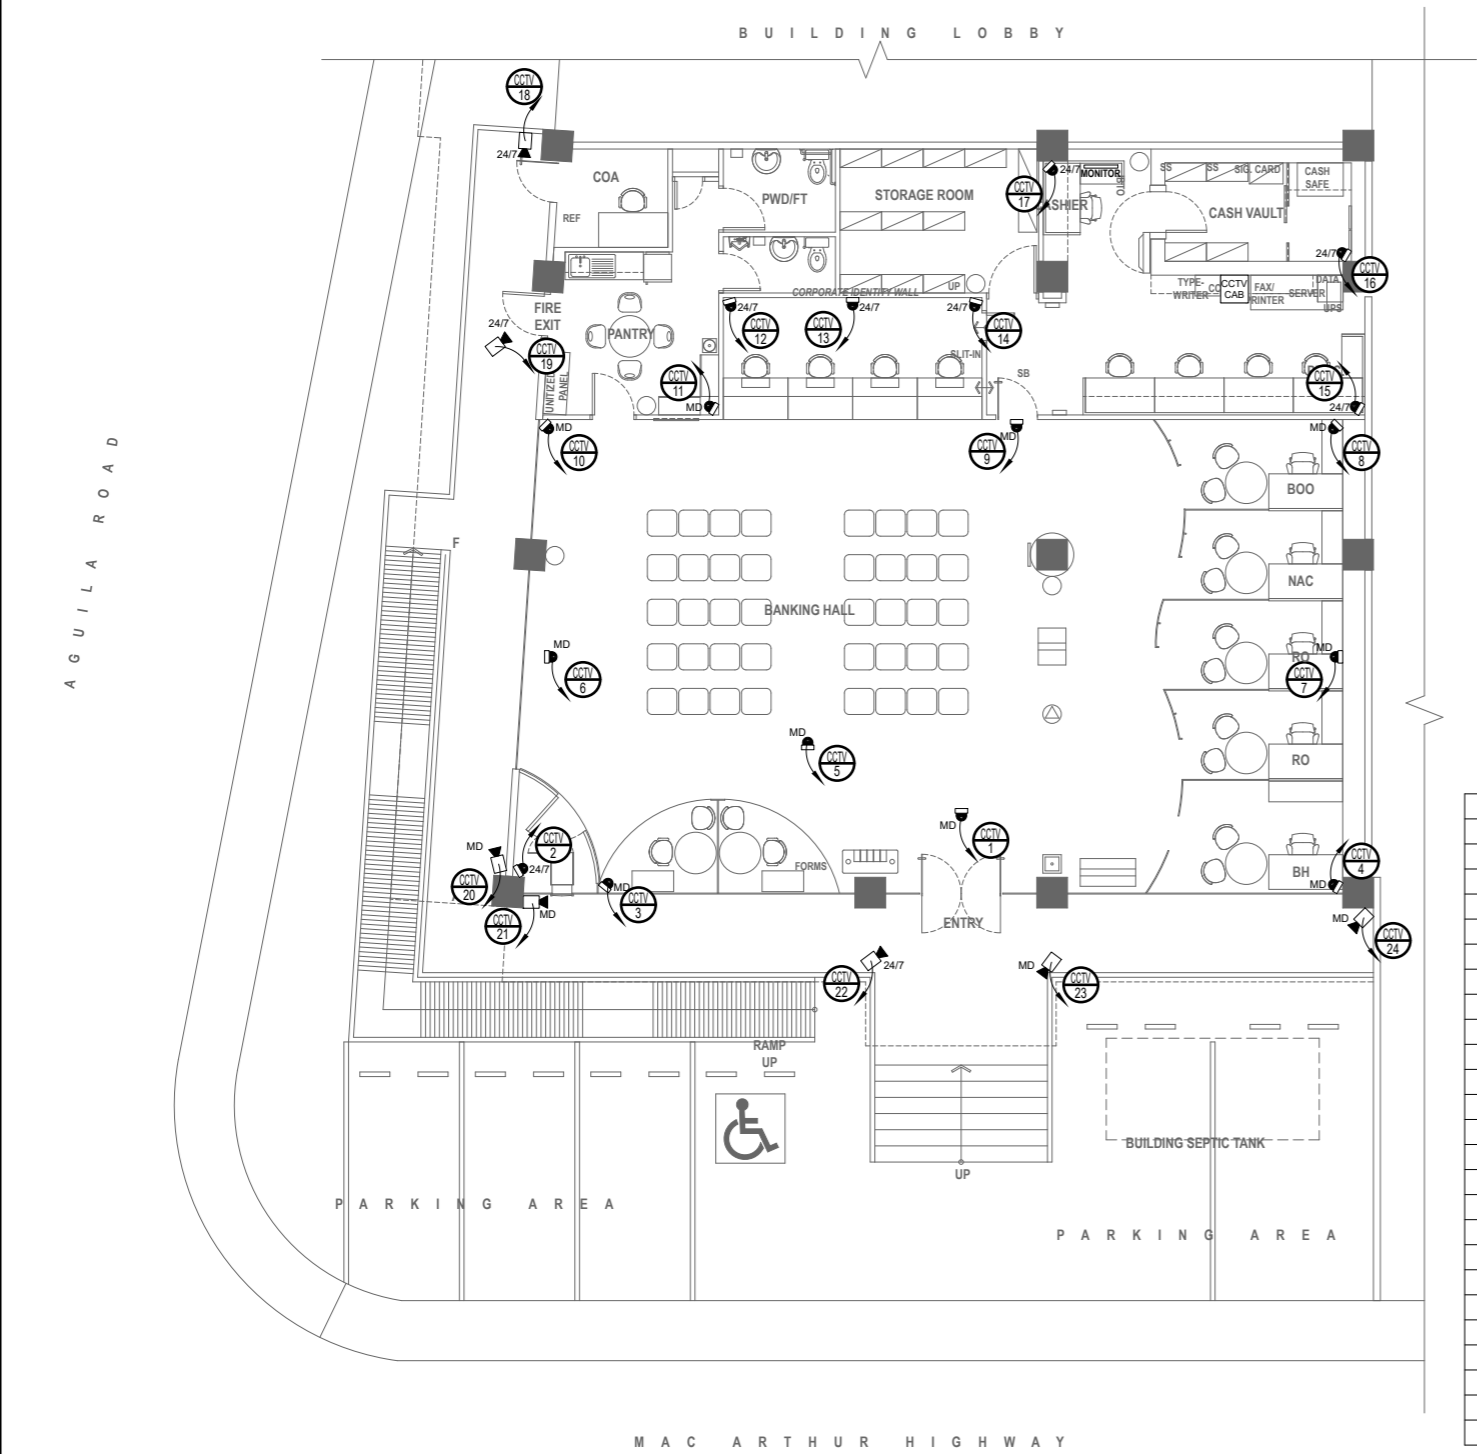 BUILDING LOBBY
CCTV
18
24/7
COA
REF
PWD/FT
STORAGE ROOM
CCTV
17
24/7
MONITOR
SS
SS
SIG. CARD
CASH
SAFE
CASH VAULT
24/7
CCTV
16
CORPORATE IDENTIFY WALL
UP
TYPE-
WRITER
CCTV
CAB
FAX/
SERVER
DATA
UPS
FIRE
EXIT
24/7
CCTV
19
PANTRY
UNITIZED
PANEL
24/7
CCTV
12
CCTV
13
24/7
24/7
CCTV
14
SLIT-IN
CCTV
11
MD
SB
CCTV
15
24/7
MD
CCTV
10
MD
CCTV
9
MD
CCTV
8
BOO
AGUILA ROAD
F
NAC
BANKING HALL
MD
CCTV
6
MD
RO
CCTV
7
MD
CCTV
5
RO
MD
CCTV
1
CCTV
2
24/7
MD
CCTV
20
MD
CCTV
3
FORMS
CCTV
4
BH
MD
CCTV
21
MD
ENTRY
MD
CCTV
24
24/7
CCTV
22
MD
CCTV
23
RAMP
UP
BUILDING SEPTIC TANK
UP
PARKING AREA
PARKING AREA
MAC ARTHUR HIGHWAY